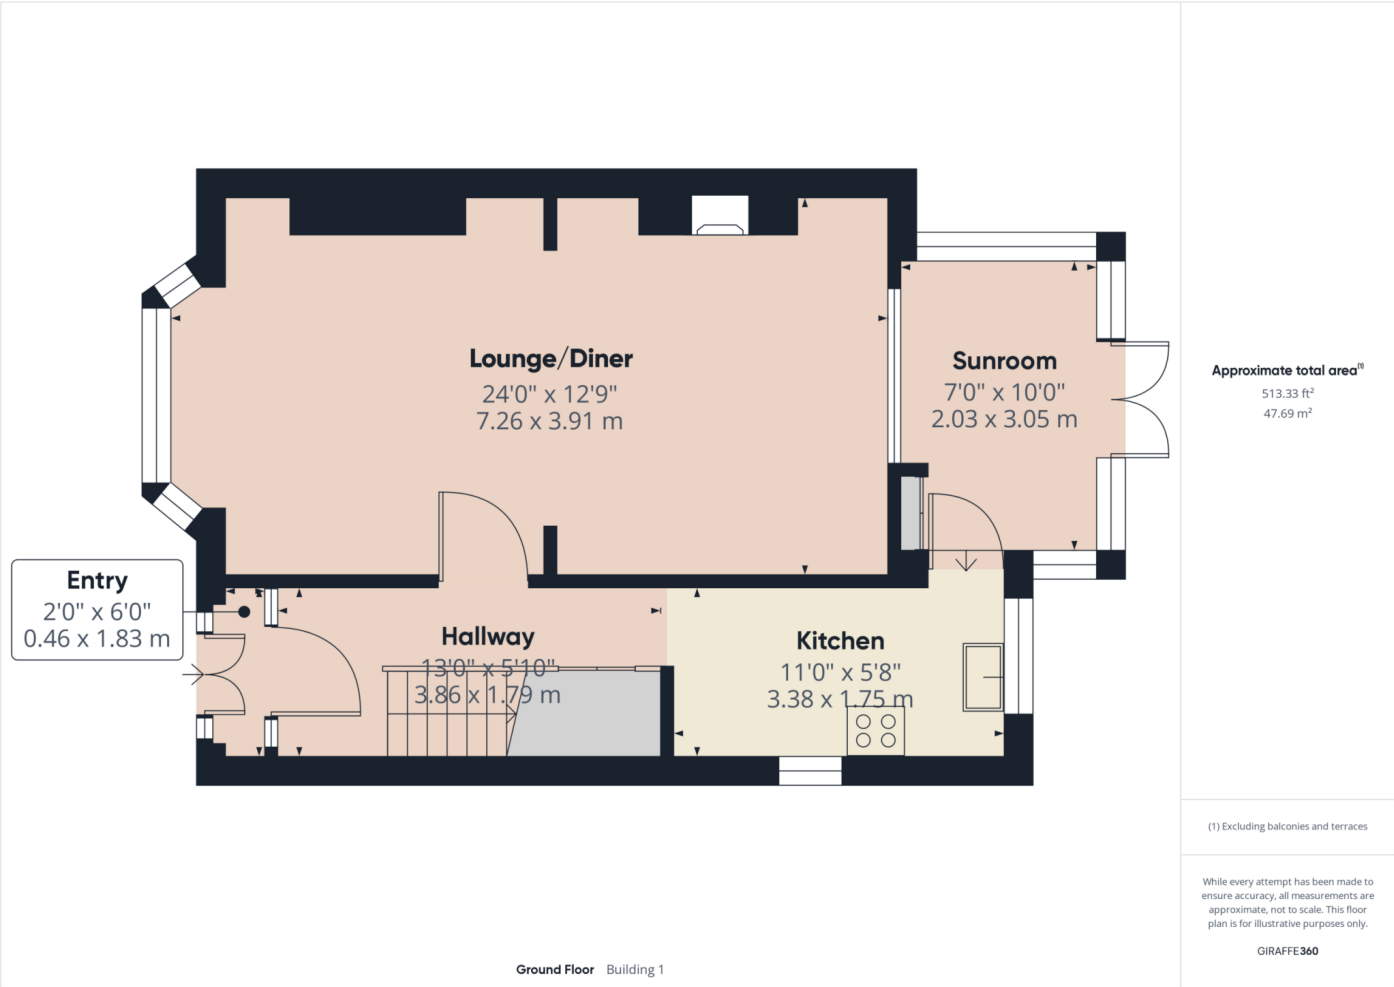 Lounge/Diner
24'0" x 12'9"
7.26 x 3.91 m
Sunroom
7'0" x 10'0"
2.03 x 3.05 m
Entry
2'0" x 6'0"
0.46 x 1.83 m
Hallway
13'0" x 5'10"
3.86 x 1.79 m
Kitchen
11'0" x 5'8"
3.38 x 1.75 m
Approximate total area⁽¹⁾
513.33 ft²
47.69 m²
(1) Excluding balconies and terraces
While every attempt has been made to
ensure accuracy, all measurements are
approximate, not to scale. This floor
plan is for illustrative purposes only.
GIRAFFE360
Ground Floor Building 1